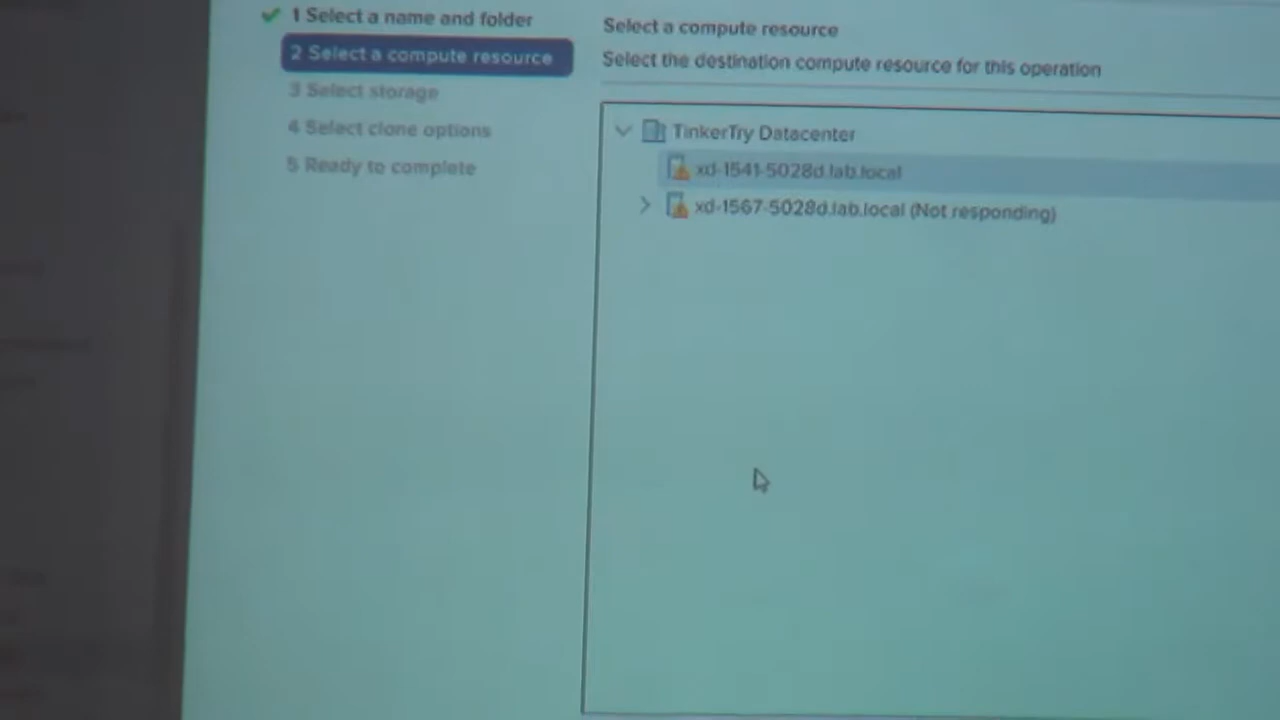 1 Select a name and folder
2 Select a compute resource
3 Select storage
4 Select clone options
5 Ready to complete
Select a compute resource
Select the destination compute resource for this operation
TinkerTry Datacenter
xd-1541-5028d.lab.local
xd-1567-5028d.lab.local (Not responding)